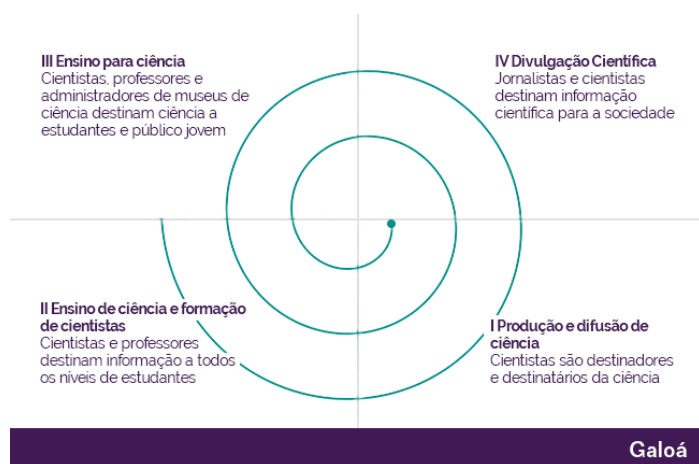 III Ensino para ciência
Cientistas, professores e
administradores de museus de
ciência destinam ciência a
estudantes e público jovem
IV Divulgação Científica
Jornalistas e cientistas
destinam informação
científica para a sociedade
II Ensino de ciência e formação
de cientistas
Cientistas e professores
destinam informação a todos
os níveis de estudantes
I Produção e difusão de
ciência
Cientistas são destinadores
e destinatários da ciência
Galoá